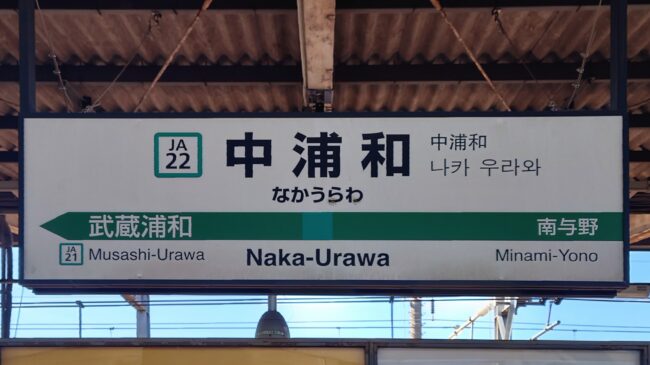 JA
22
中浦和
中浦和
나카 우라와
なかうらわ
武蔵浦和
南与野
JA
21
Musashi-Urawa
Naka-Urawa
Minami-Yono